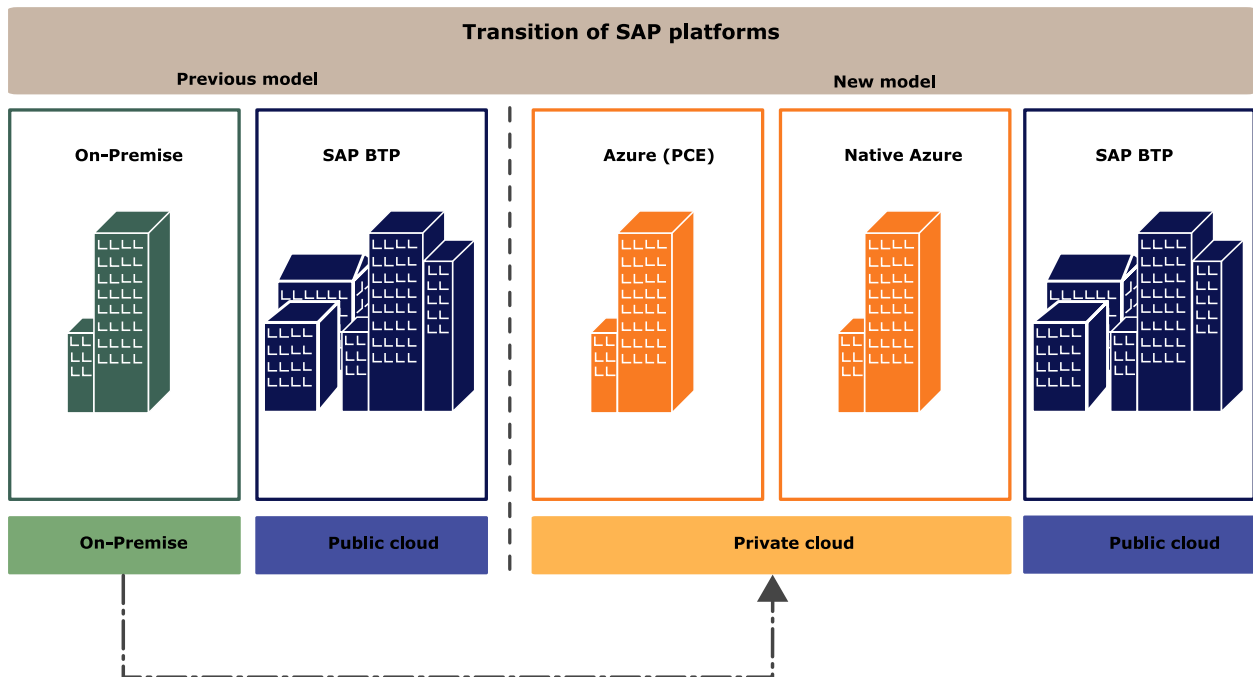 Transition of SAP platforms
Previous model
New model
On-Premise
SAP BTP
Azure (PCE)
Native Azure
SAP BTP
On-Premise
Public cloud
Private cloud
Public cloud